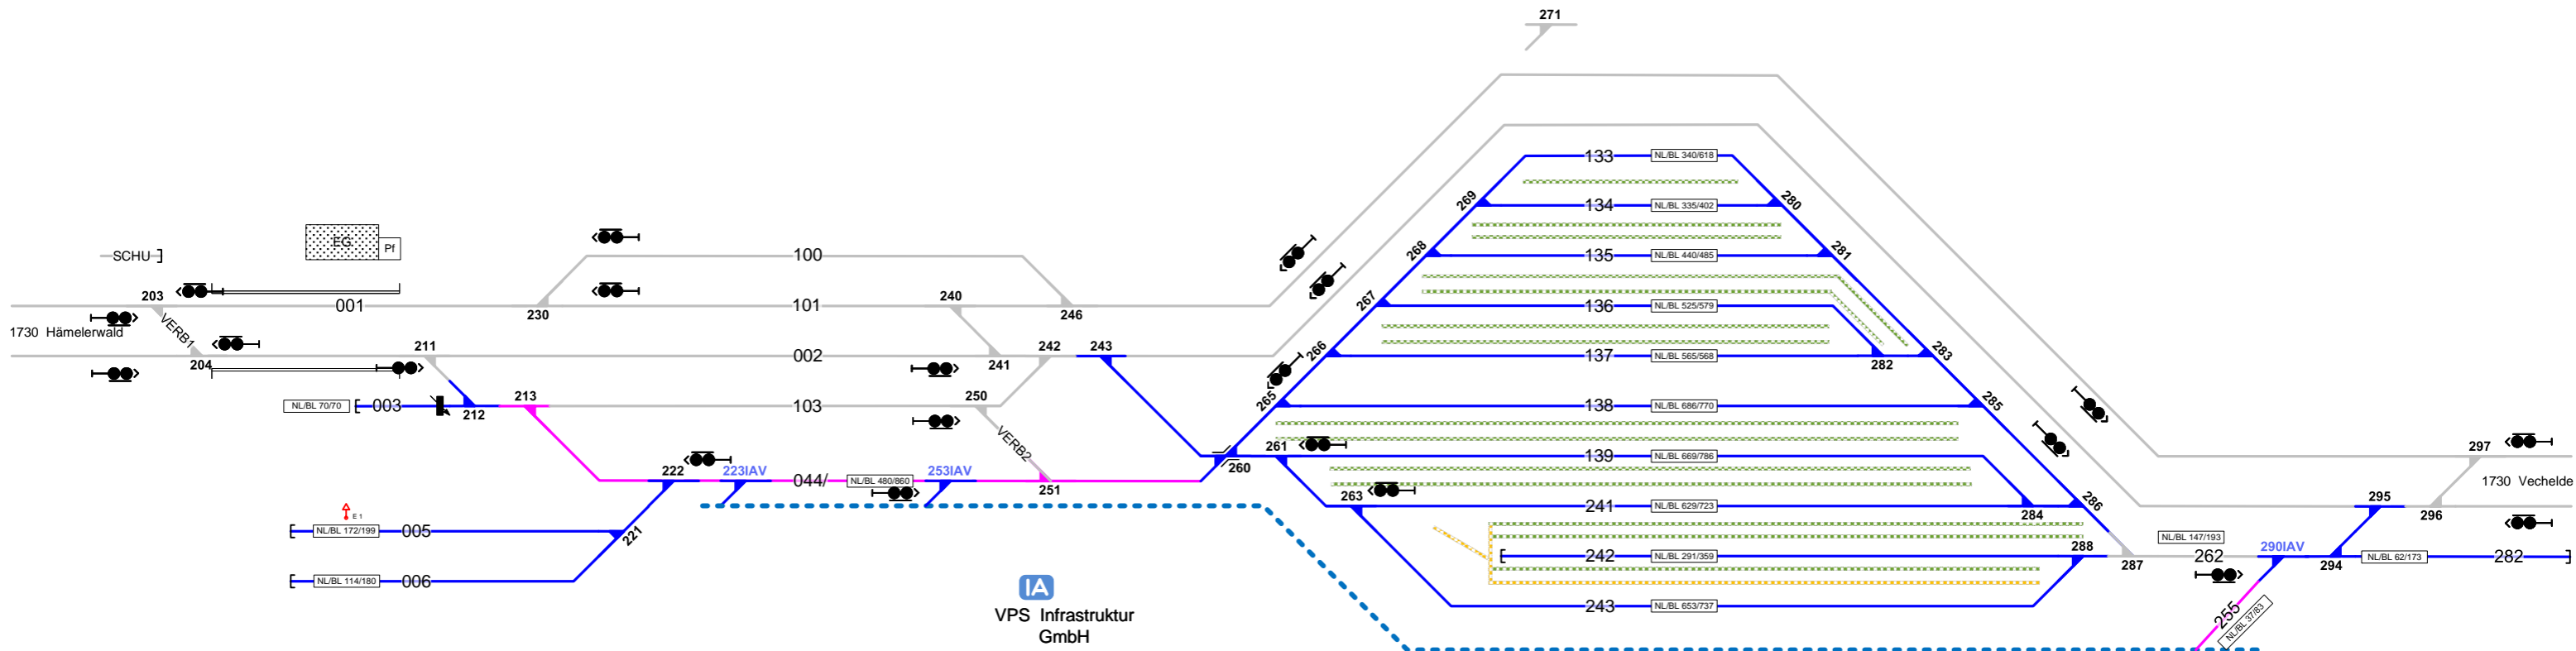 271
133 NL/BL 340/618
269
280
134 NL/BL 335/402
EG
Pf
268
281
SCHU
100
135 NL/BL 440/485
203
001
101
240
267
136 NL/BL 525/579
230
246
1730 Hämelerwald
VERB1
204
211
002
241
242
243
266
137 NL/BL 565/568
282
283
NL/BL 70/70
003
212
213
103
250
265
138 NL/BL 686/770
285
VERB2
297
222
223IAV
044/
NL/BL 480/860
253IAV
251
260
261
139 NL/BL 669/786
1730 Vechelde
E 1
NL/BL 172/199
005
221
263
241 NL/BL 629/723
284
286
295
296
NL/BL 147/193
242 NL/BL 291/359
288
287
262
290IAV
294
NL/BL 62/173
282
NL/BL 114/180
006
IA
VPS Infrastruktur
GmbH
243 NL/BL 653/737
255
NL/BL 37/83